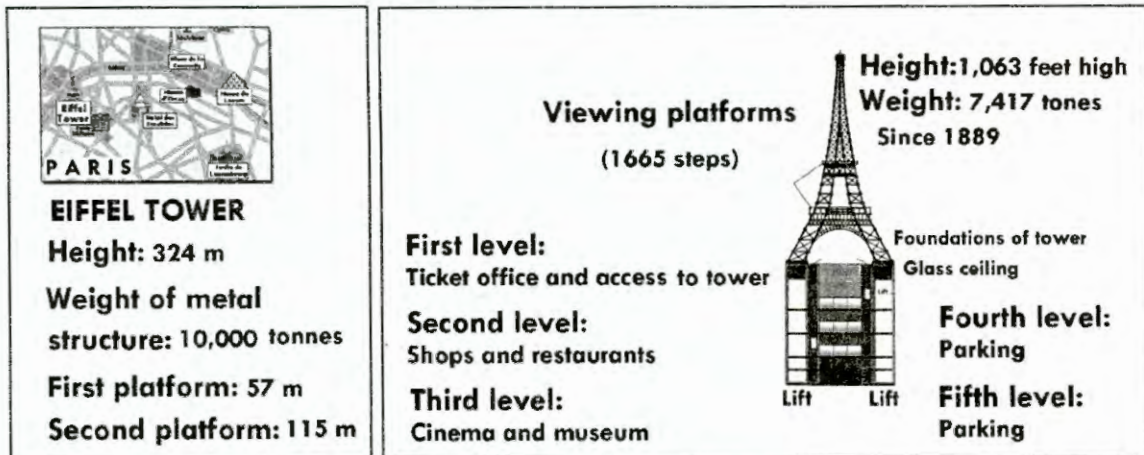 Eiffel
Tower
PARIS
EIFFEL TOWER
Height: 324 m
Weight of metal
structure: 10,000 tonnes
First platform: 57 m
Second platform: 115 m
Viewing platforms
(1665 steps)
Height:1,063 feet high
Weight: 7,417 tones
Since 1889
First level:
Ticket office and access to tower
Second level:
Shops and restaurants
Third level:
Cinema and museum
Foundations of tower
Glass ceiling
Lift
Fourth level:
Parking
Fifth level:
Parking
Lift
Lift